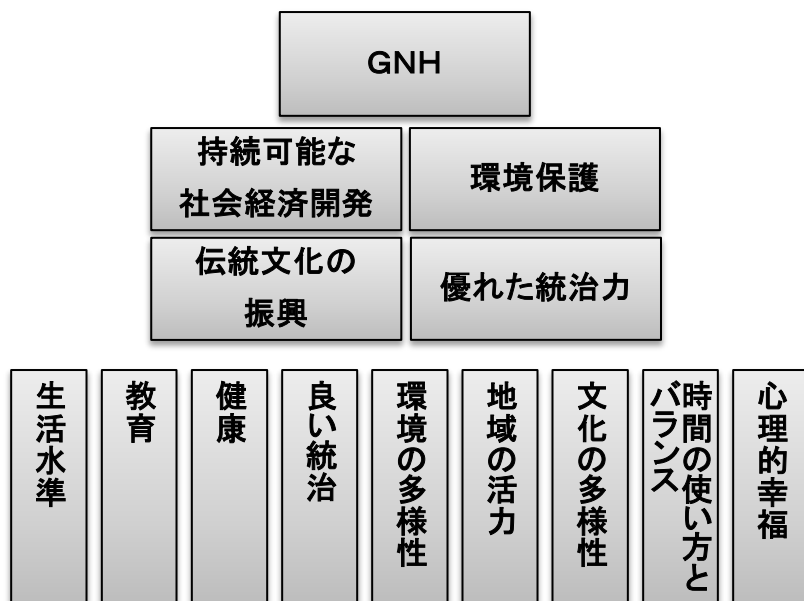 GNH
持続可能な
社会経済開発
環境保護
伝統文化の
振興
優れた統治力
生活水準
教育
健康
良い統治
環境の多様性
地域の活力
文化の多様性
時間の使い方と
バランス
心理的幸福